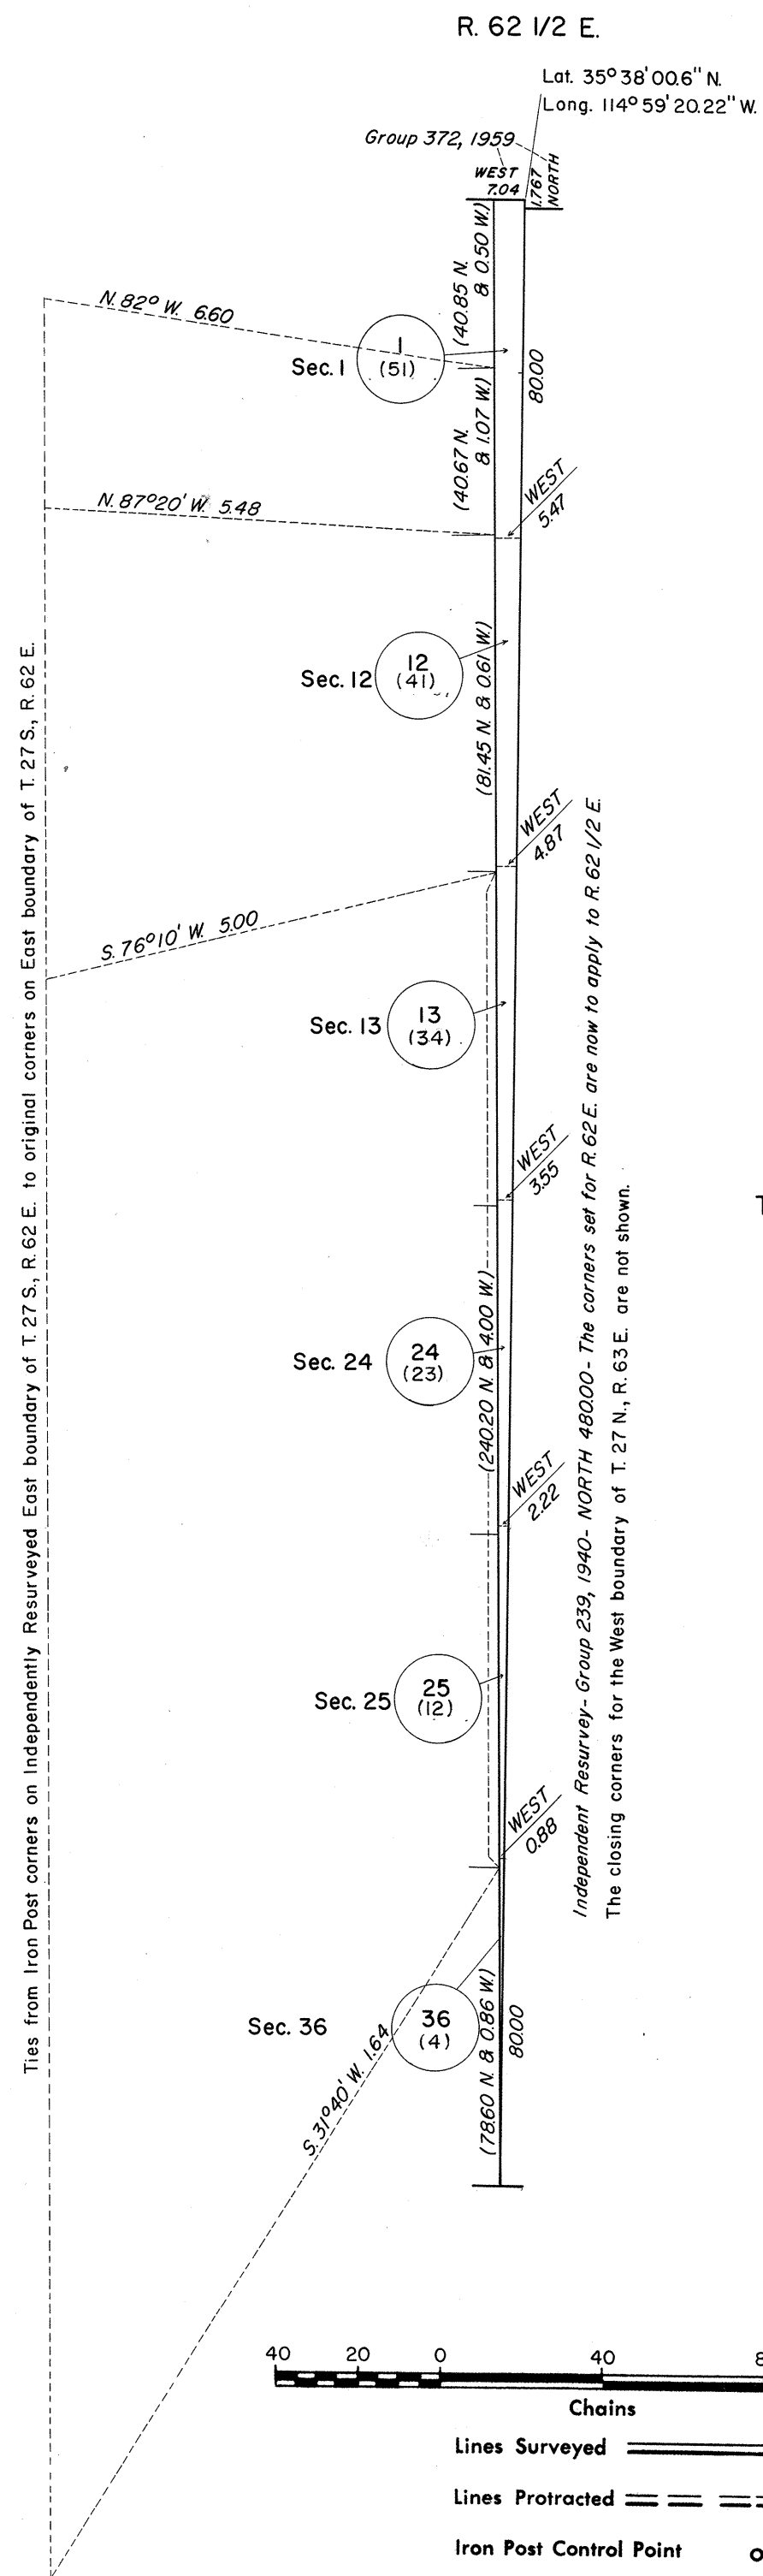 R. 62 1/2 E.
Lat. 35° 38' 00.6" N.
Long. 114° 59' 20.22" W.
Group 372, 1959
WEST
7.04
1.767
NORTH
(40.85 N.
& 0.50 W.)
N. 82° W. 6.60
Sec. 1
1
(51)
80.00
(40.67 N.
& 1.07 W.)
N. 87°20' W. 5.48
WEST
5.47
Sec. 12
12
(41)
(81.45 N. & 0.61 W.)
WEST
4.87
S. 76°10' W. 5.00
Sec. 13
13
(34)
WEST
3.55
Sec. 24
24
(23)
(240.20 N. & 4.00 W.)
WEST
2.22
Sec. 25
25
(12)
WEST
0.88
Sec. 36
36
(4)
(78.60 N. & 0.86 W.)
80.00
S. 31°40' W. 1.64
Ties from Iron Post corners on Independently Resurveyed East boundary of T. 27 S., R. 62 E. to original corners on East boundary of T. 27 S., R. 62 E.
Independent Resurvey- Group 239, 1940- NORTH 480.00- The corners set for R. 62 E. are now to apply to R. 62 1/2 E.
The closing corners for the West boundary of T. 27 N., R. 63 E. are not shown.
40 20 0 40
Chains
Lines Surveyed
Lines Protracted
Iron Post Control Point